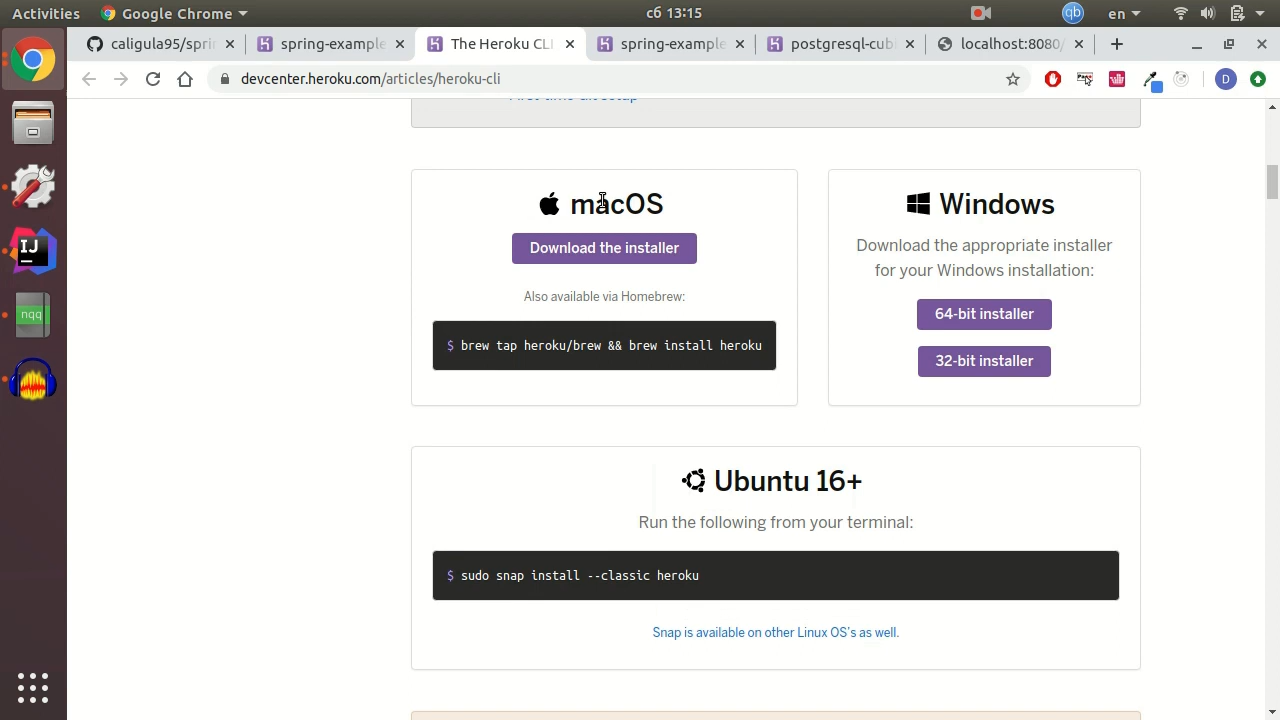 Activities Google Chrome сб 13:15 qb en
caligula95/spri spring-example The Heroku CL spring-example postgresql-cub localhost:8080/
devcenter.heroku.com/articles/heroku-cli D
macOS
Download the installer
Also available via Homebrew:
$ brew tap heroku/brew && brew install heroku
Windows
Download the appropriate installer
for your Windows installation:
64-bit installer
32-bit installer
Ubuntu 16+
Run the following from your terminal:
$ sudo snap install --classic heroku
Snap is available on other Linux OS's as well.
IJ
nqq